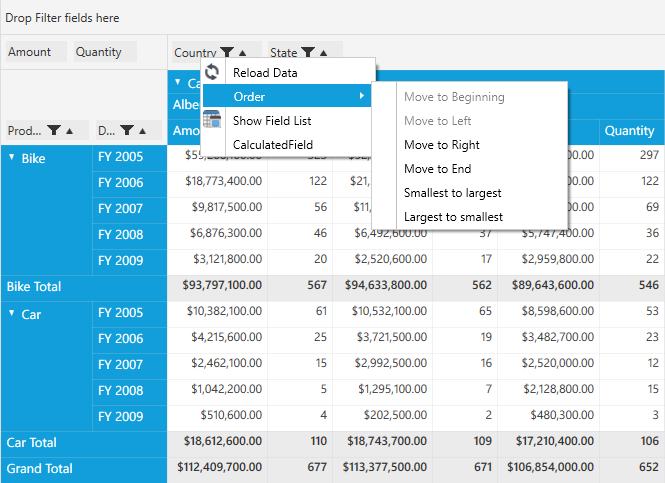 Drop Filter fields here
Amount Quantity Country State
Reload Data
Order
Show Field List
CalculatedField
Move to Beginning
Move to Left
Move to Right
Move to End
Smallest to largest
Largest to smallest
Ca
Albe
Prod... D... Amo Quantity
Bike FY 2005 00.00 297
FY 2006 $18,773,400.00 122 $21, 00.00 112
FY 2007 $9,817,500.00 56 $11, 00.00 69
FY 2008 $6,876,300.00 46 $6,492,600.00 37 $5,747,400.00 36
FY 2009 $3,121,800.00 20 $2,520,600.00 17 $2,959,800.00 22
Bike Total $93,797,100.00 567 $94,633,800.00 562 $89,643,600.00 546
Car FY 2005 $10,382,100.00 61 $10,532,100.00 65 $8,598,600.00 53
FY 2006 $4,215,600.00 25 $3,721,500.00 19 $3,482,700.00 23
FY 2007 $2,462,100.00 15 $2,992,500.00 16 $2,520,000.00 12
FY 2008 $1,042,200.00 5 $1,295,100.00 7 $2,128,800.00 15
FY 2009 $510,600.00 4 $202,500.00 2 $480,300.00 3
Car Total $18,612,600.00 110 $18,743,700.00 109 $17,210,400.00 106
Grand Total $112,409,700.00 677 $113,377,500.00 671 $106,854,000.00 652